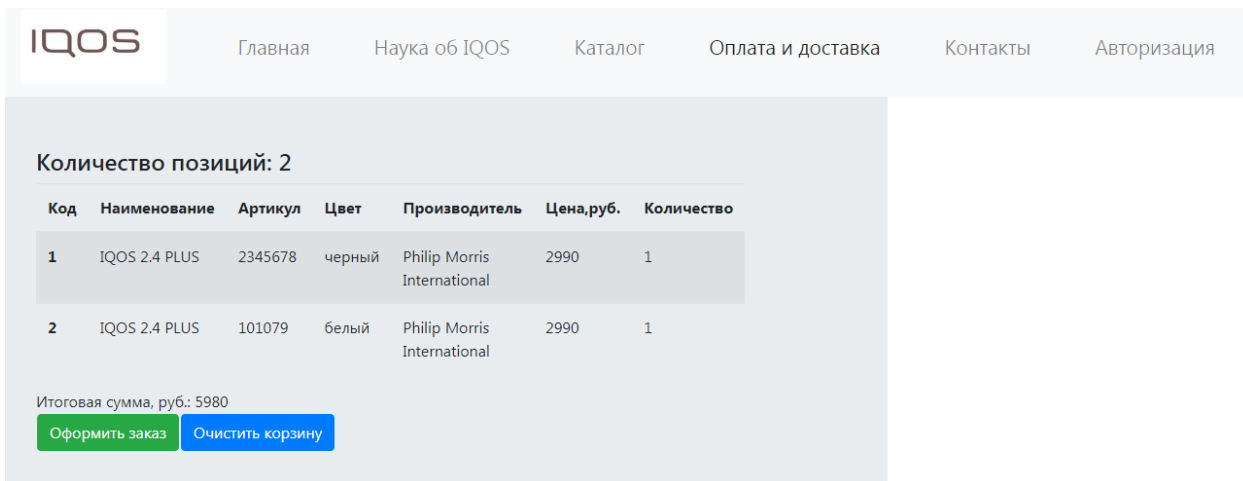 IQOS Главная Наука об IQOS Каталог Оплата и доставка Контакты Авторизация
Количество позиций: 2
Код Наименование Артикул Цвет Производитель Цена,руб. Количество
1 IQOS 2.4 PLUS 2345678 черный Philip Morris 2990 1
International
2 IQOS 2.4 PLUS 101079 белый Philip Morris 2990 1
International
Итоговая сумма, руб.: 5980
Оформить заказ Очистить корзину